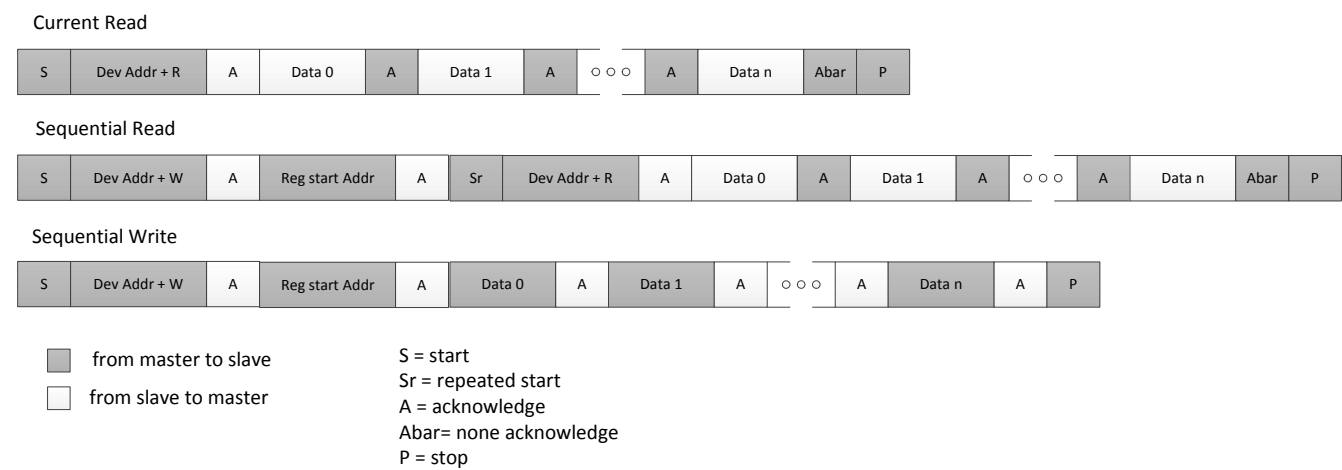 Current Read
S Dev Addr + R A Data 0 A Data 1 A ○ ○ ○ A Data n Abar P
Sequential Read
S Dev Addr + W A Reg start Addr A Sr Dev Addr + R A Data 0 A Data 1 A ○ ○ ○ A Data n Abar P
Sequential Write
S Dev Addr + W A Reg start Addr A Data 0 A Data 1 A ○ ○ ○ A Data n A P
from master to slave
from slave to master
S = start
Sr = repeated start
A = acknowledge
Abar= none acknowledge
P = stop